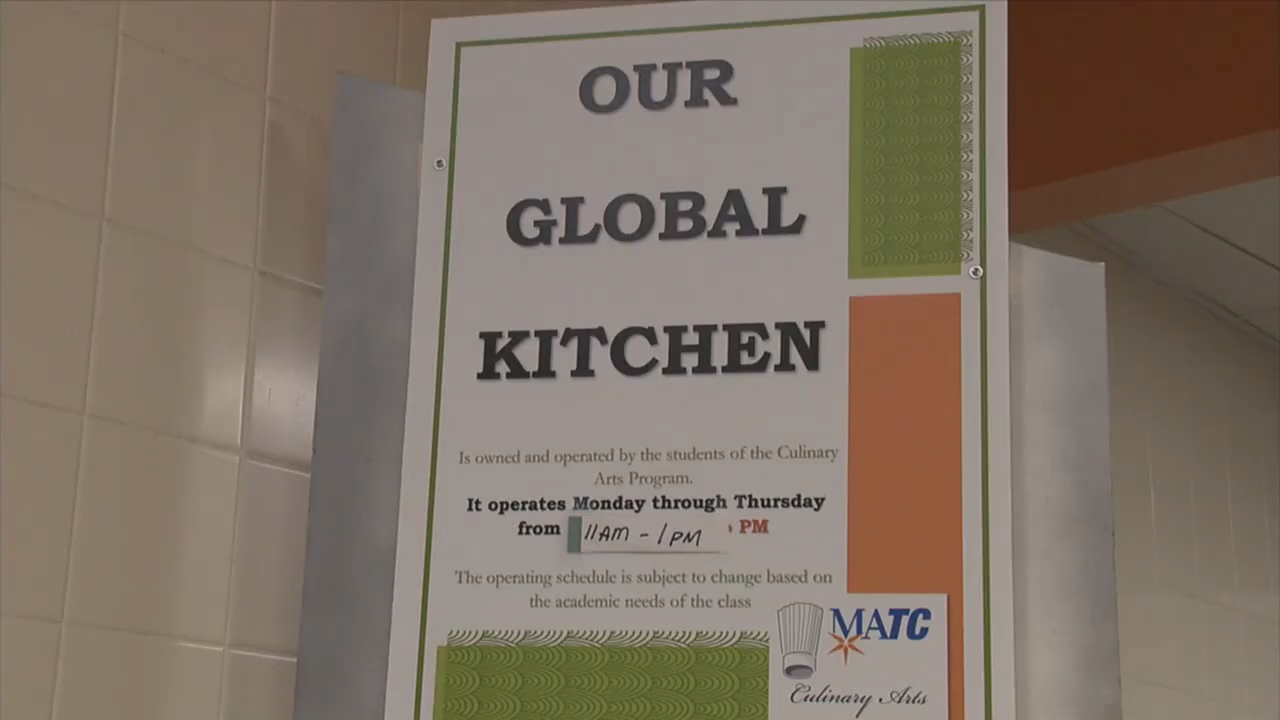 OUR
GLOBAL
KITCHEN
Is owned and operated by the students of the Culinary
Arts Program.
It operates Monday through Thursday
from 11AM - 1PM PM
The operating schedule is subject to change based on
the academic needs of the class
MATC
Culinary Arts